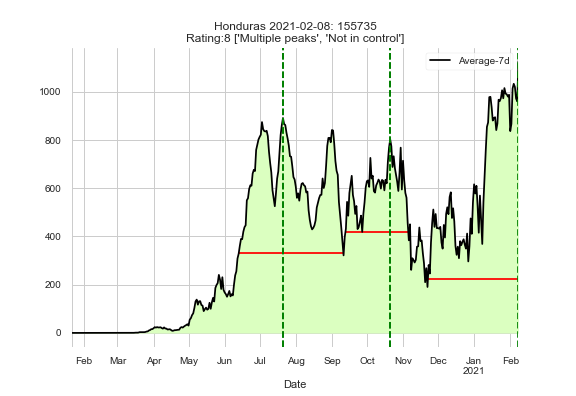 Honduras 2021-02-08: 155735
Rating:8 ['Multiple peaks', 'Not in control']
Average-7d
1000
800
600
400
200
0
Feb Mar Apr May Jun Jul Aug Sep Oct Nov Dec Jan Feb
2021
Date